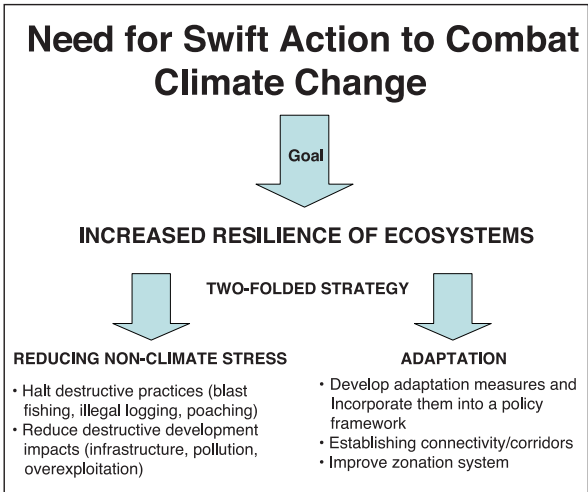 Need for Swift Action to Combat
Climate Change
Goal
INCREASED RESILIENCE OF ECOSYSTEMS
TWO-FOLDED STRATEGY
REDUCING NON-CLIMATE STRESS
• Halt destructive practices (blast
fishing, illegal logging, poaching)
• Reduce destructive development
impacts (infrastructure, pollution,
overexploitation)
ADAPTATION
• Develop adaptation measures and
Incorporate them into a policy
framework
• Establishing connectivity/corridors
• Improve zonation system